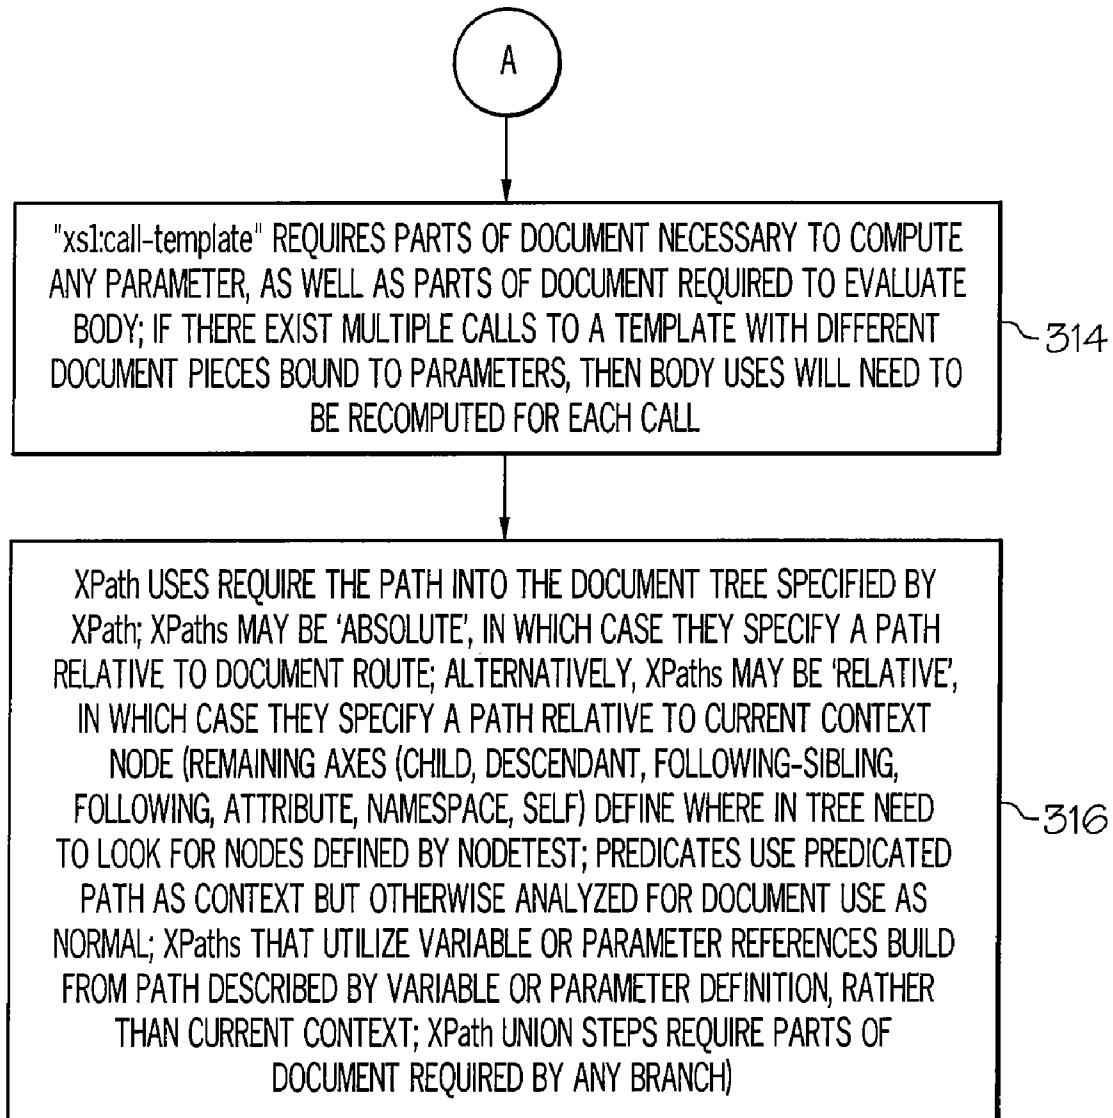 A
"xsl:call-template" REQUIRES PARTS OF DOCUMENT NECESSARY TO COMPUTE
ANY PARAMETER, AS WELL AS PARTS OF DOCUMENT REQUIRED TO EVALUATE
BODY; IF THERE EXIST MULTIPLE CALLS TO A TEMPLATE WITH DIFFERENT
DOCUMENT PIECES BOUND TO PARAMETERS, THEN BODY USES WILL NEED TO
BE RECOMPUTED FOR EACH CALL
314
XPath USES REQUIRE THE PATH INTO THE DOCUMENT TREE SPECIFIED BY
XPath; XPaths MAY BE 'ABSOLUTE', IN WHICH CASE THEY SPECIFY A PATH
RELATIVE TO DOCUMENT ROUTE; ALTERNATIVELY, XPaths MAY BE 'RELATIVE',
IN WHICH CASE THEY SPECIFY A PATH RELATIVE TO CURRENT CONTEXT
NODE (REMAINING AXES (CHILD, DESCENDANT, FOLLOWING-SIBLING,
FOLLOWING, ATTRIBUTE, NAMESPACE, SELF) DEFINE WHERE IN TREE NEED
TO LOOK FOR NODES DEFINED BY NODETEST; PREDICATES USE PREDICATED
PATH AS CONTEXT BUT OTHERWISE ANALYZED FOR DOCUMENT USE AS
NORMAL; XPaths THAT UTILIZE VARIABLE OR PARAMETER REFERENCES BUILD
FROM PATH DESCRIBED BY VARIABLE OR PARAMETER DEFINITION, RATHER
THAN CURRENT CONTEXT; XPath UNION STEPS REQUIRE PARTS OF
DOCUMENT REQUIRED BY ANY BRANCH)
316